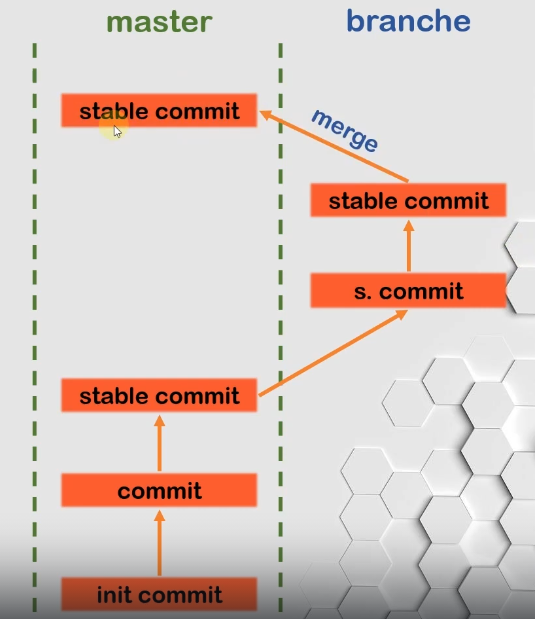 master
branche
stable commit
merge
stable commit
s. commit
stable commit
commit
init commit